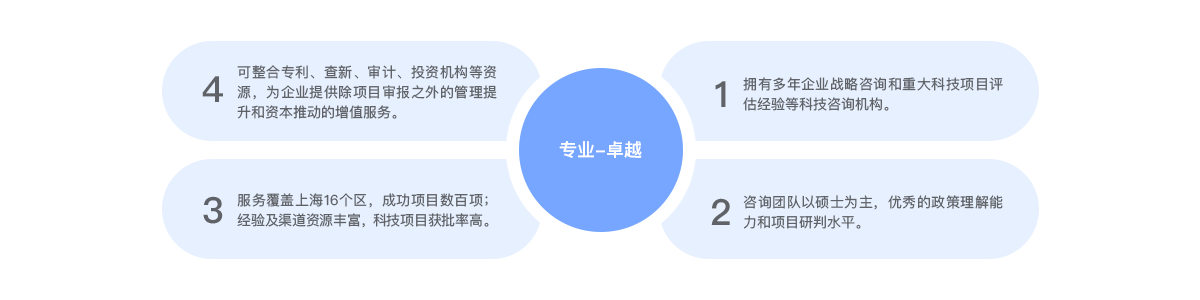 4
可整合专利、查新、审计、投资机构等资
源，为企业提供除项目申报之外的管理提
升和资本推动的增值服务。
专业-卓越
1
拥有多年企业战略咨询和重大科技项目评
估经验等科技咨询机构。
3
服务覆盖上海16个区，成功项目数百项；
经验及渠道资源丰富，科技项目获批率高。
2
咨询团队以硕士为主，优秀的政策理解能
力和项目研判水平。